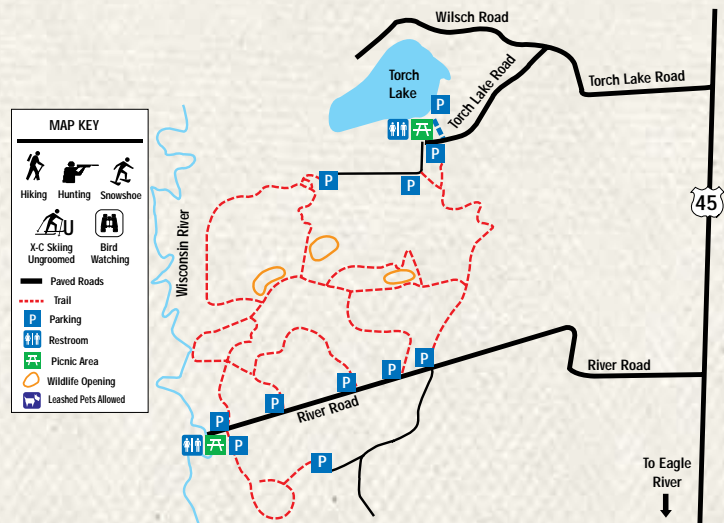 Wilsch Road
45
Torch
Lake
Torch Lake Road
Torch Lake Road
P
P
P
P
MAP KEY
Hiking
Hunting
Snowshoe
X-C Skiing
Ungroomed
Bird
Watching
Paved Roads
Trail
P
Parking
Restroom
Picnic Area
Wildlife Opening
Leashed Pets Allowed
Wisconsin River
River Road
River Road
P
P
P
P
P
P
P
To Eagle
River